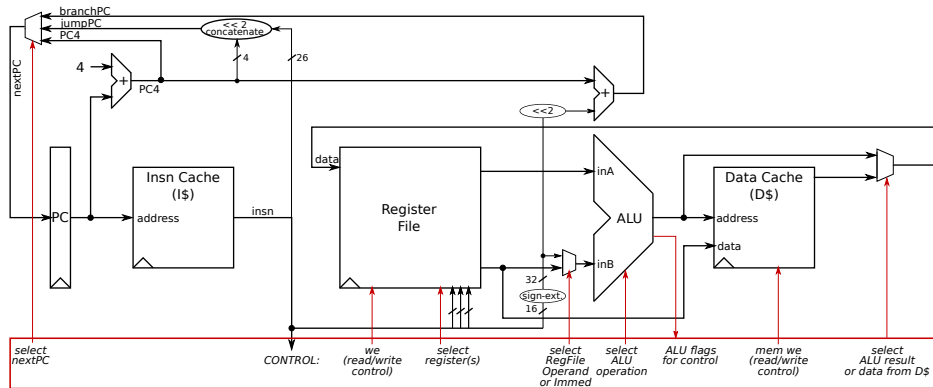 branchPC
jumpPC
PC4
<< 2
concatenate
4
26
nextPC
4
+
PC4
<<2
+
data
Insn Cache
(I$)
address
insn
PC
Register
File
inA
ALU
inB
Data Cache
(D$)
address
data
32
sign-ext.
16
select
nextPC
CONTROL:
we
(read/write
control)
select
register(s)
select
RegFile
Operand
or Immed
select
ALU
operation
ALU flags
for control
mem we
(read/write
control)
select
ALU result
or data from D$